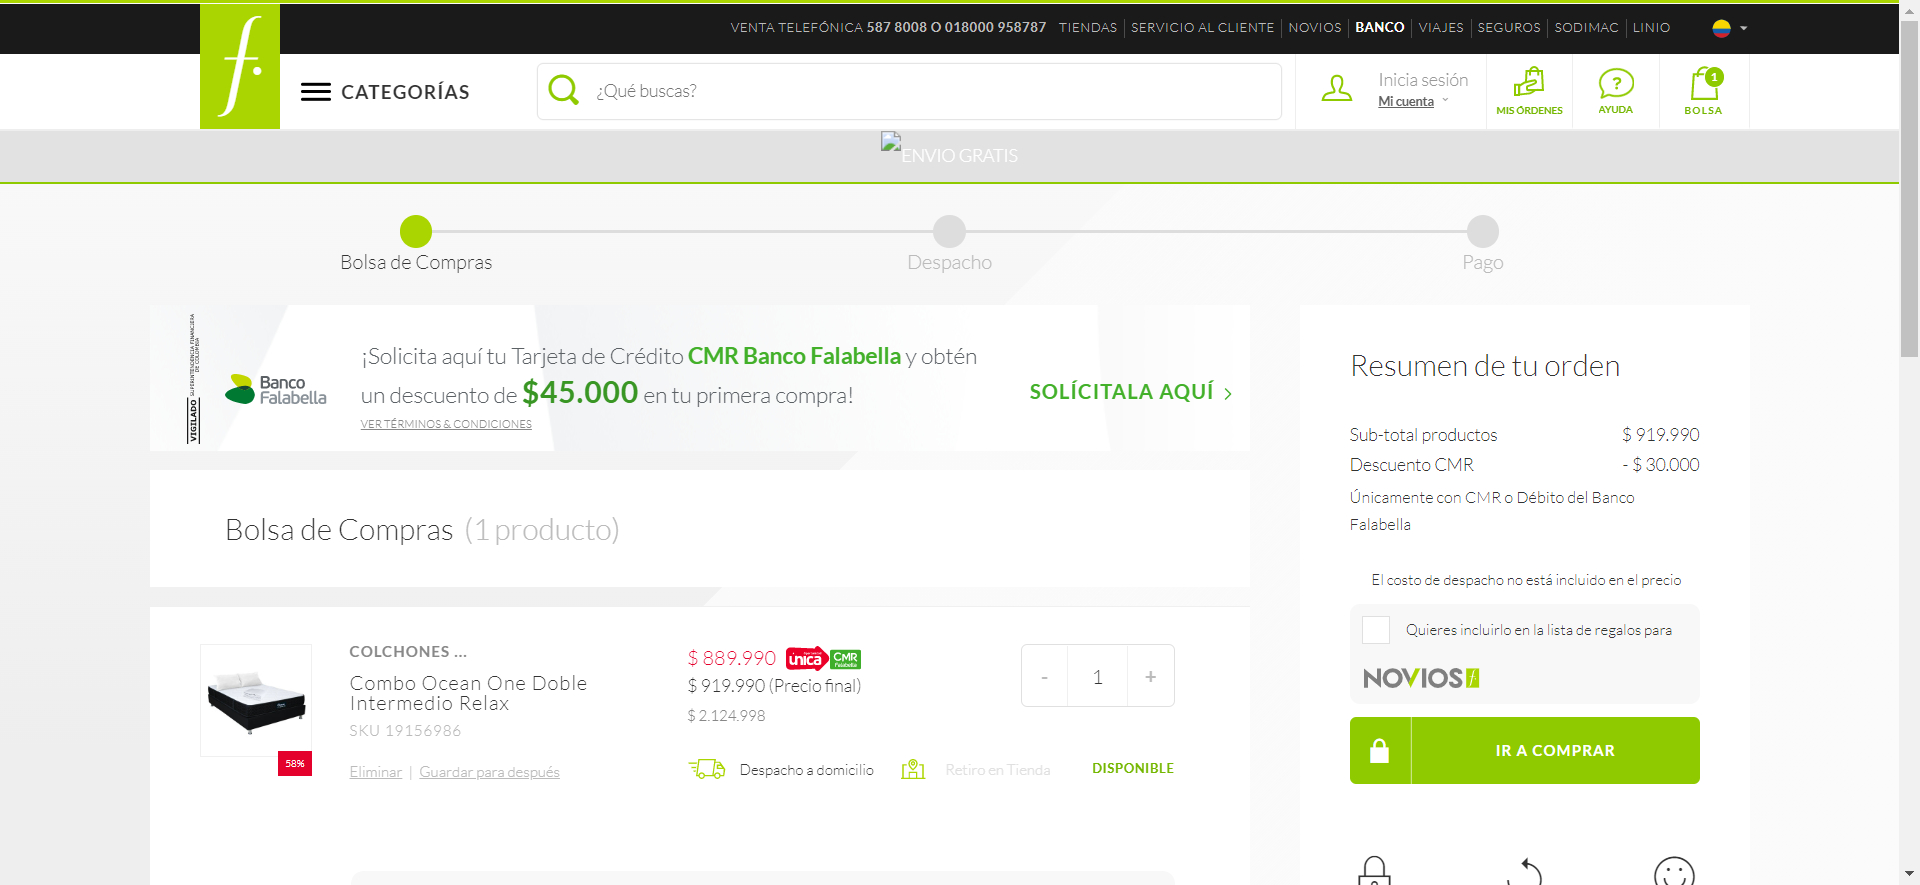 VENTA TELEFÓNICA 587 8008 O 018000 958787 TIENDAS SERVICIO AL CLIENTE NOVIOS BANCO VIAJES SEGUROS SODIMAC LINIO
f.
CATEGORÍAS
¿Qué buscas?
Inicia sesión
Mi cuenta
MIS ÓRDENES
AYUDA
1
BOLSA
ENVIO GRATIS
Bolsa de Compras
Despacho
Pago
VIGILADO SUPERINTENDENCIA FINANCIERA
DE COLOMBIA
Banco
Falabella
¡Solicita aquí tu Tarjeta de Crédito CMR Banco Falabella y obtén
un descuento de $45.000 en tu primera compra!
VER TÉRMINOS & CONDICIONES
SOLÍCITALA AQUÍ
Bolsa de Compras (1 producto)
COLCHONES ...
Combo Ocean One Doble
Intermedio Relax
SKU 19156986
58%
Eliminar | Guardar para después
$ 889.990 única CMR Falabella
$ 919.990 (Precio final)
$ 2.124.998
- 1 +
Despacho a domicilio
Retiro en Tienda
DISPONIBLE
Resumen de tu orden
Sub-total productos $ 919.990
Descuento CMR - $ 30.000
Únicamente con CMR o Débito del Banco
Falabella
El costo de despacho no está incluido en el precio
Quieres incluirlo en la lista de regalos para
NOVIOS f.
IR A COMPRAR